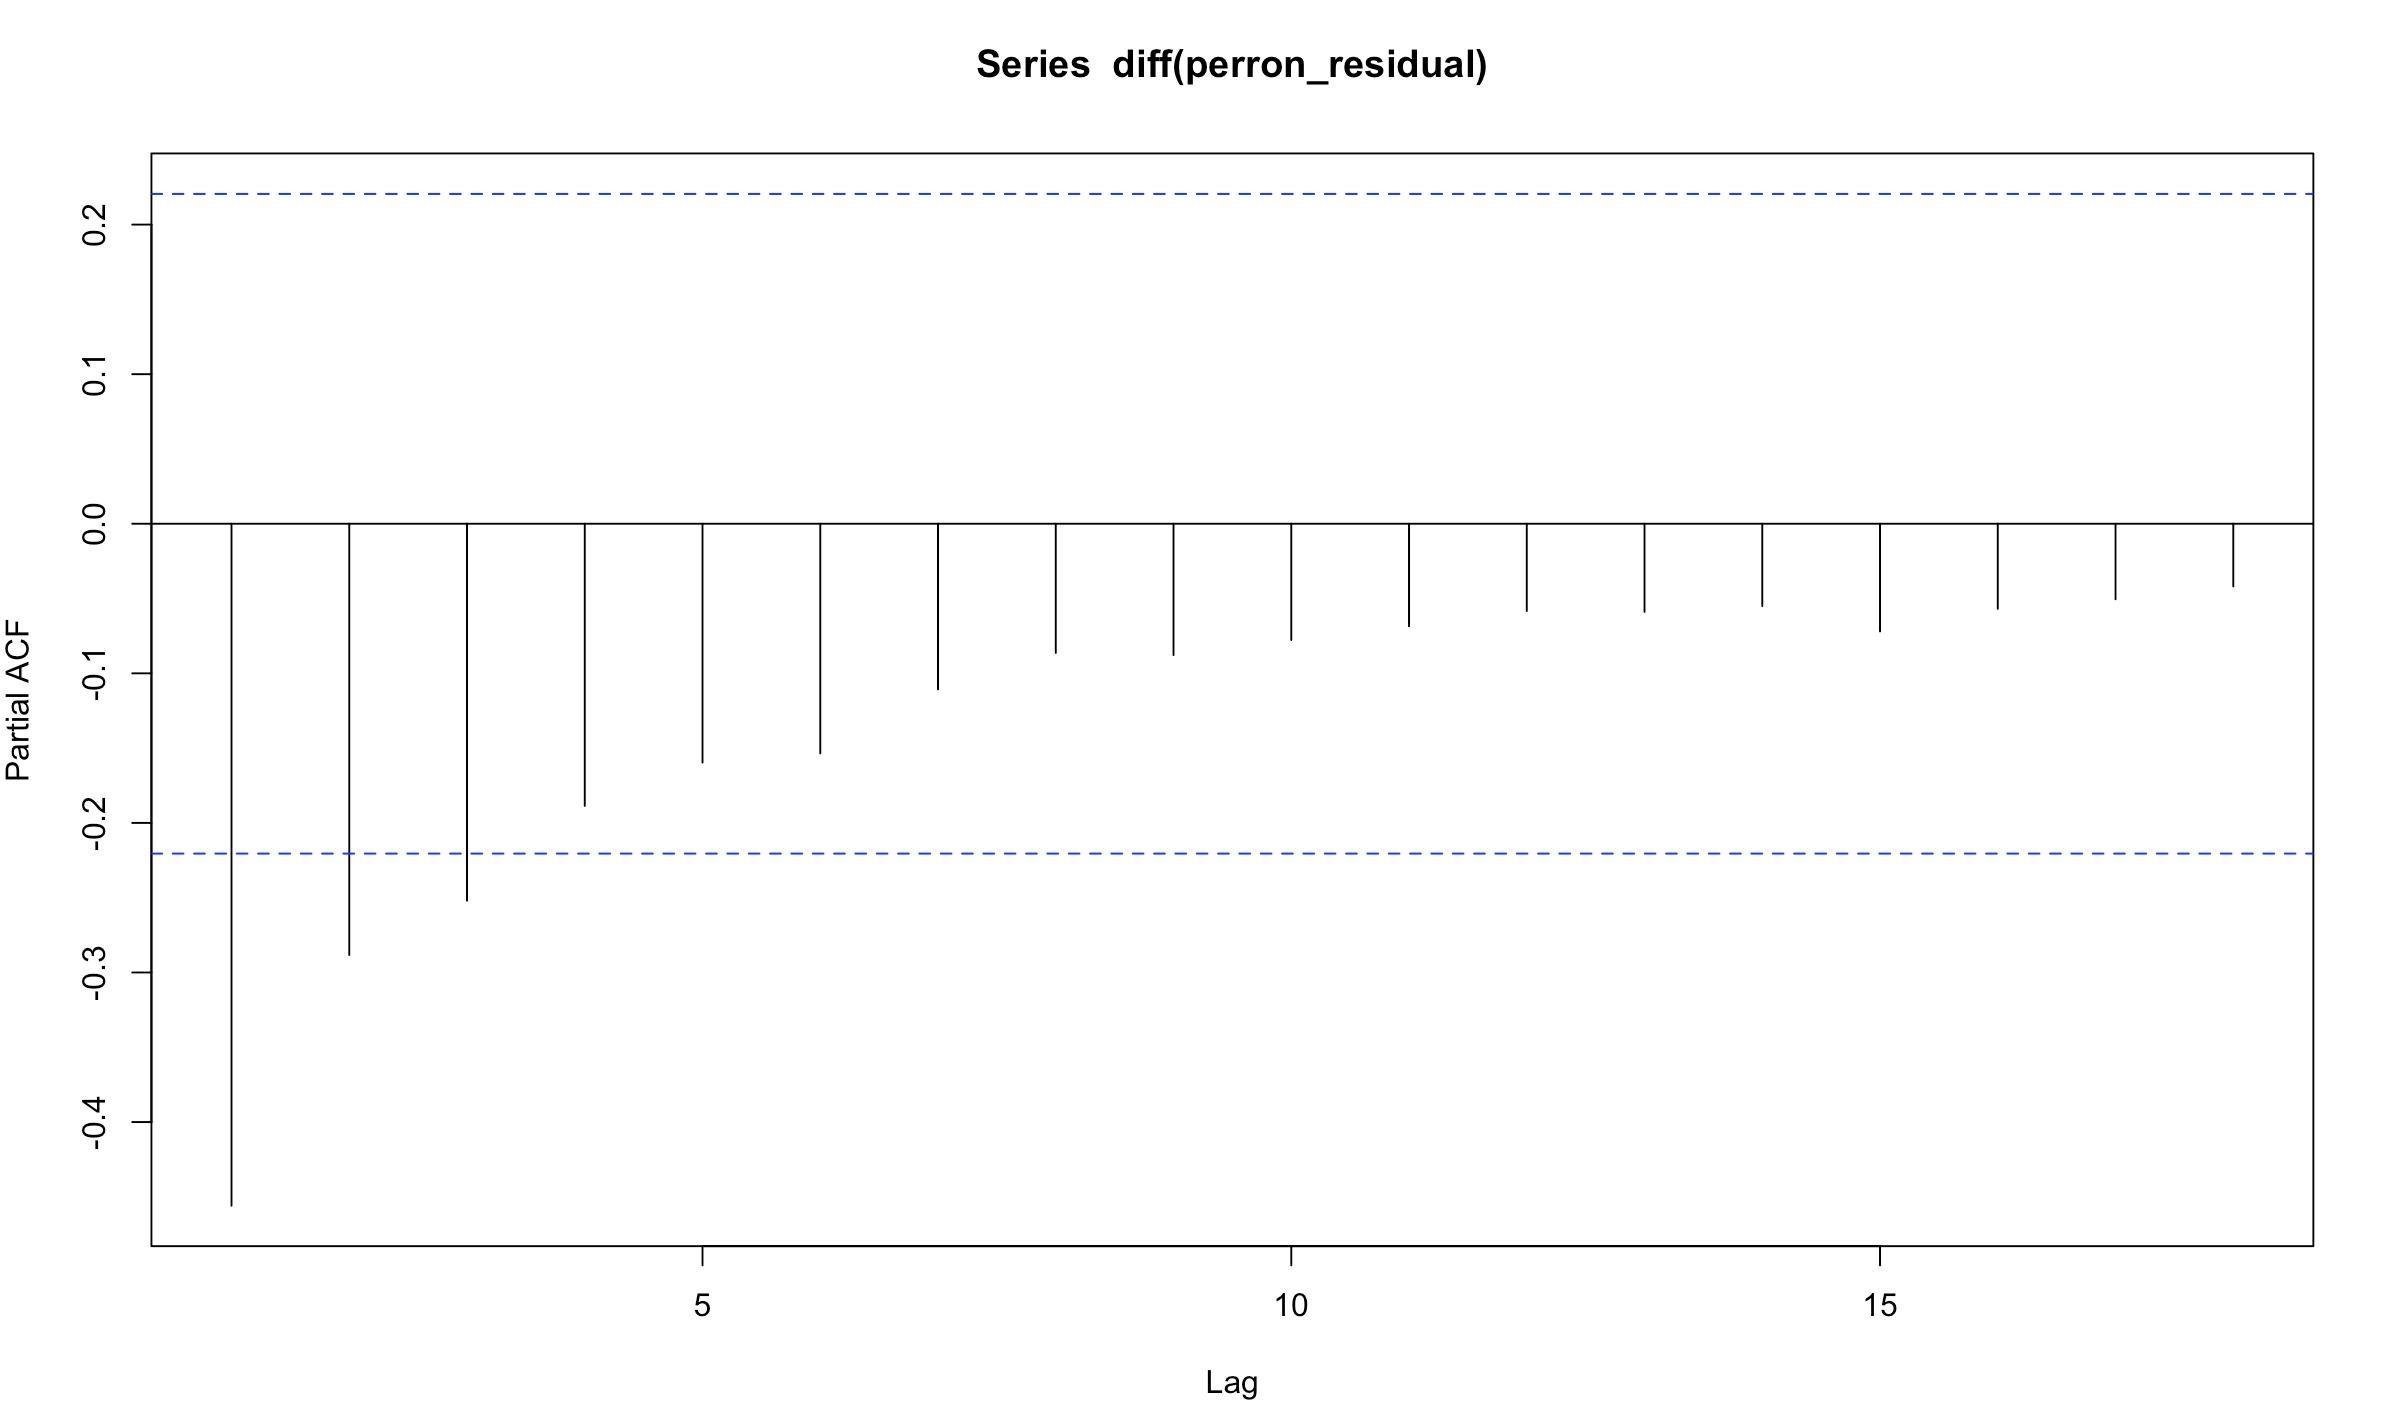 Series  diff(perron_residual)
Partial ACF
0.2
0.1
0.0
-0.1
-0.2
-0.3
-0.4
5 10 15
Lag